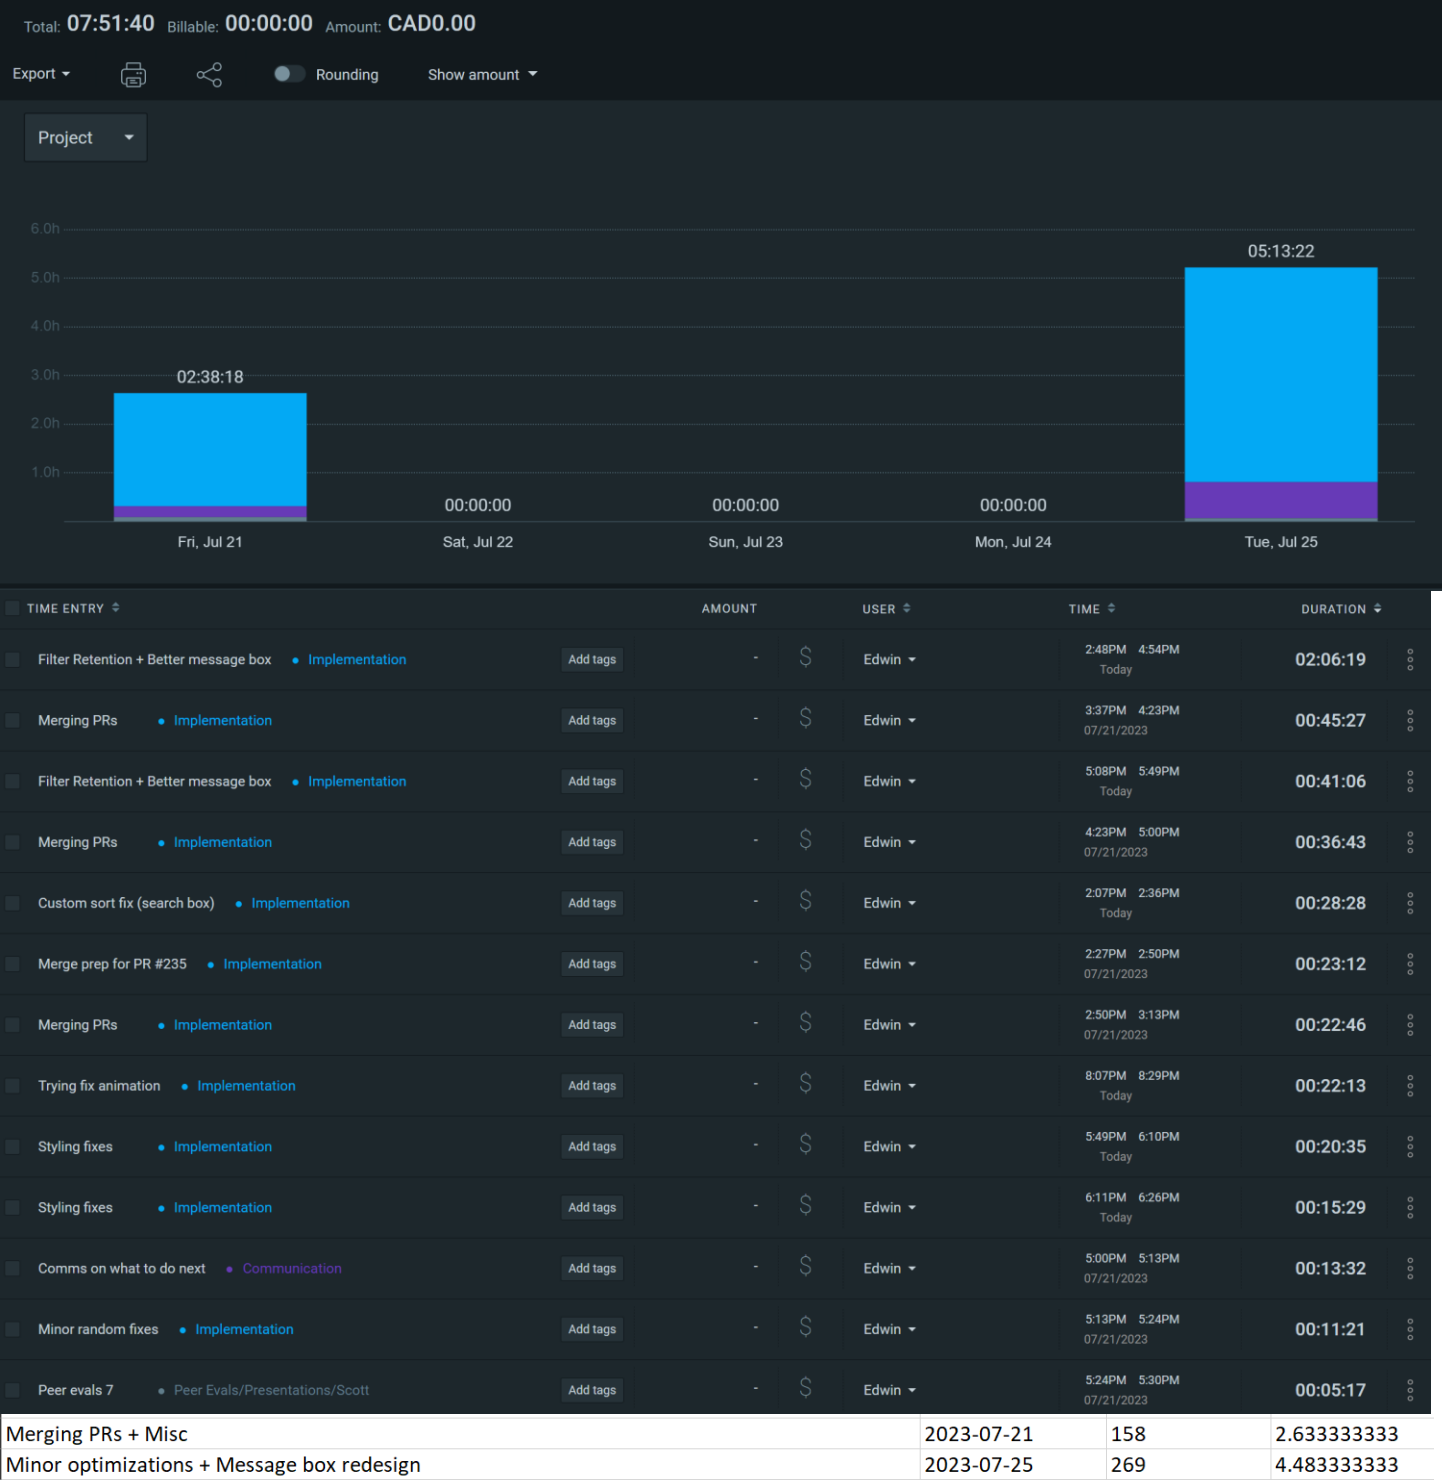 Total: 07:51:40 Billable: 00:00:00 Amount: CAD0.00
Export Rounding Show amount
Project
6.0h
05:13:22
5.0h
4.0h
3.0h
02:38:18
2.0h
1.0h
00:00:00 00:00:00 00:00:00
Fri, Jul 21 Sat, Jul 22 Sun, Jul 23 Mon, Jul 24 Tue, Jul 25
TIME ENTRY AMOUNT USER TIME DURATION
Filter Retention + Better message box • Implementation Add tags - $ Edwin 2:48PM 4:54PM 02:06:19
Today
Merging PRs • Implementation Add tags - $ Edwin 3:37PM 4:23PM 00:45:27
07/21/2023
Filter Retention + Better message box • Implementation Add tags - $ Edwin 5:08PM 5:49PM 00:41:06
Today
Merging PRs • Implementation Add tags - $ Edwin 4:23PM 5:00PM 00:36:43
07/21/2023
Custom sort fix (search box) • Implementation Add tags - $ Edwin 2:07PM 2:36PM 00:28:28
Today
Merge prep for PR #235 • Implementation Add tags - $ Edwin 2:27PM 2:50PM 00:23:12
07/21/2023
Merging PRs • Implementation Add tags - $ Edwin 2:50PM 3:13PM 00:22:46
07/21/2023
Trying fix animation • Implementation Add tags - $ Edwin 8:07PM 8:29PM 00:22:13
Today
Styling fixes • Implementation Add tags - $ Edwin 5:49PM 6:10PM 00:20:35
Today
Styling fixes • Implementation Add tags - $ Edwin 6:11PM 6:26PM 00:15:29
Today
Comms on what to do next • Communication Add tags - $ Edwin 5:00PM 5:13PM 00:13:32
07/21/2023
Minor random fixes • Implementation Add tags - $ Edwin 5:13PM 5:24PM 00:11:21
07/21/2023
Peer evals 7 • Peer Evals/Presentations/Scott Add tags - $ Edwin 5:24PM 5:30PM 00:05:17
07/21/2023
Merging PRs + Misc 2023-07-21 158 2.633333333
Minor optimizations + Message box redesign 2023-07-25 269 4.483333333